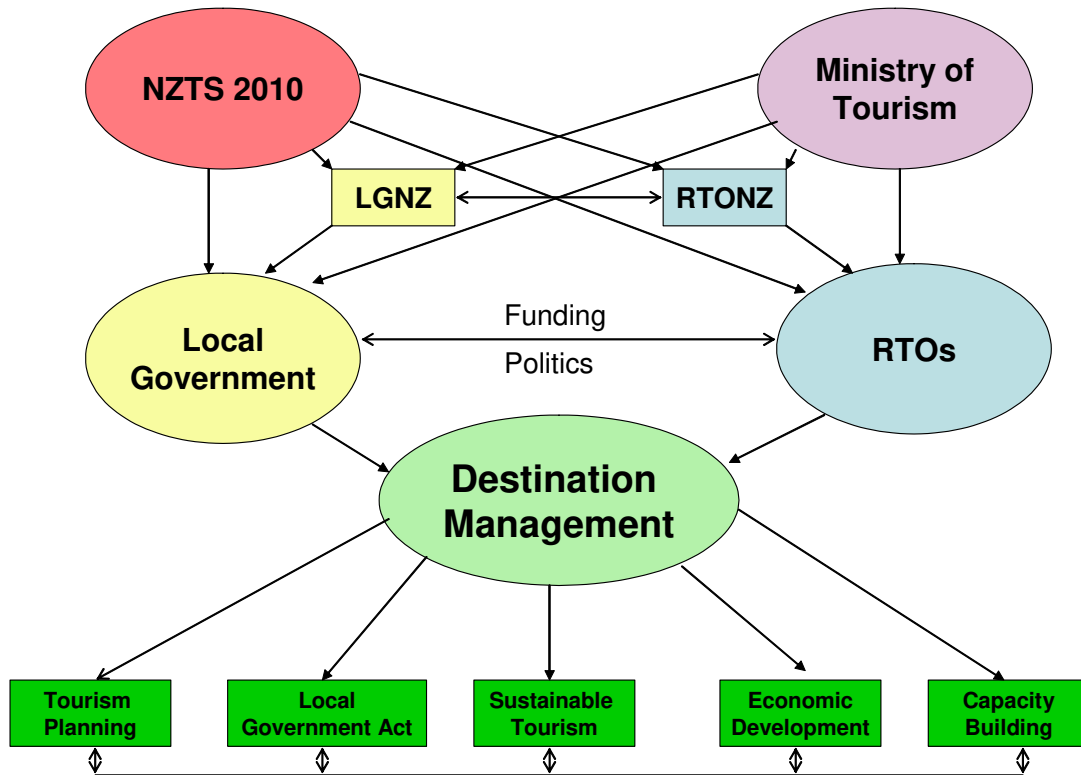 NZTS 2010
Ministry of
Tourism
LGNZ
RTONZ
Local
Government
Funding
Politics
RTOs
Destination
Management
Tourism
Planning
Local
Government Act
Sustainable
Tourism
Economic
Development
Capacity
Building